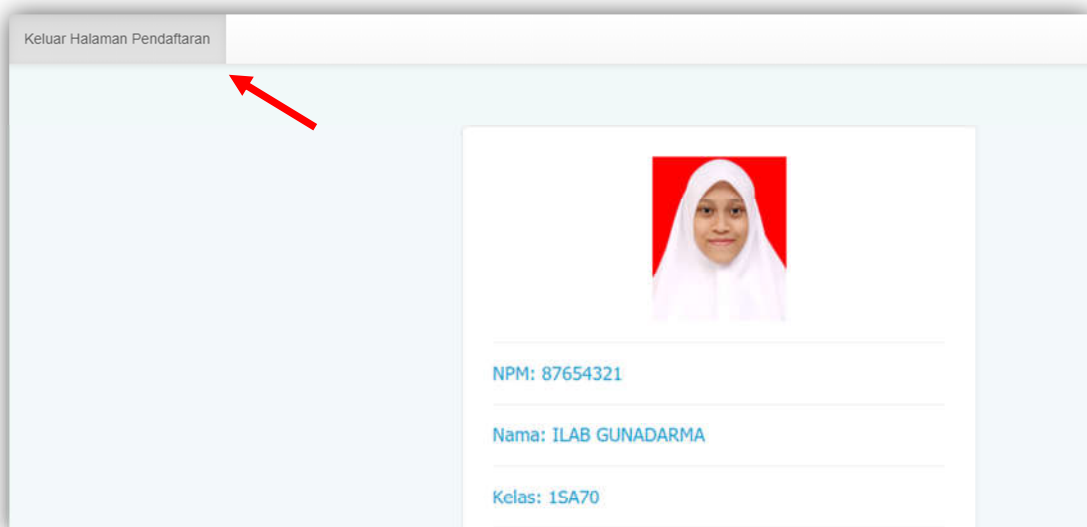 Keluar Halaman Pendaftaran
NPM: 87654321
Nama: ILAB GUNADARMA
Kelas: 1SA70